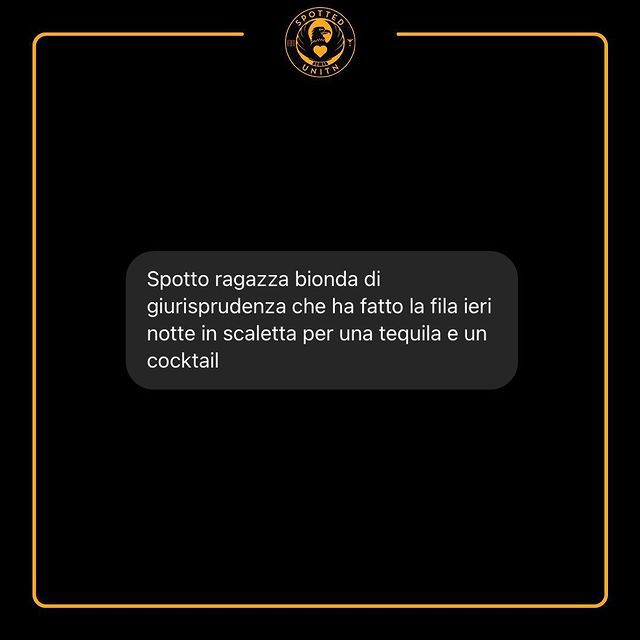 SPOTTED
UNITN
Spotto ragazza bionda di
giurisprudenza che ha fatto la fila ieri
notte in scaletta per una tequila e un
cocktail